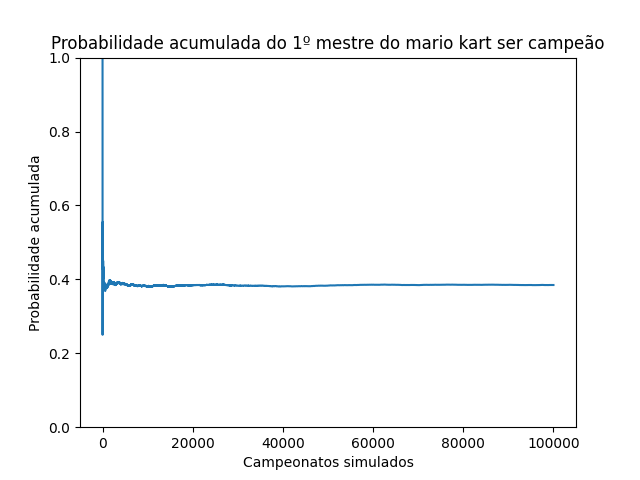 Probabilidade acumulada do 1º mestre do mario kart ser campeão
1.0
0.8
0.6
0.4
0.2
0.0
Probabilidade acumulada
0 20000 40000 60000 80000 100000
Campeonatos simulados